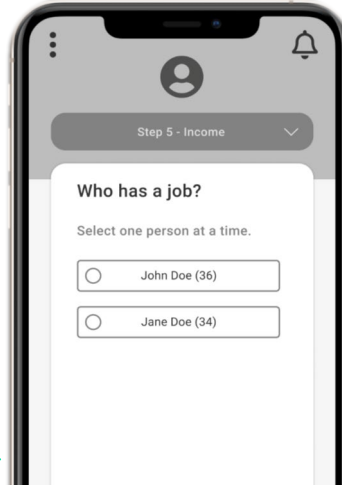 Step 5 - Income
Who has a job?
Select one person at a time.
John Doe (36)
Jane Doe (34)